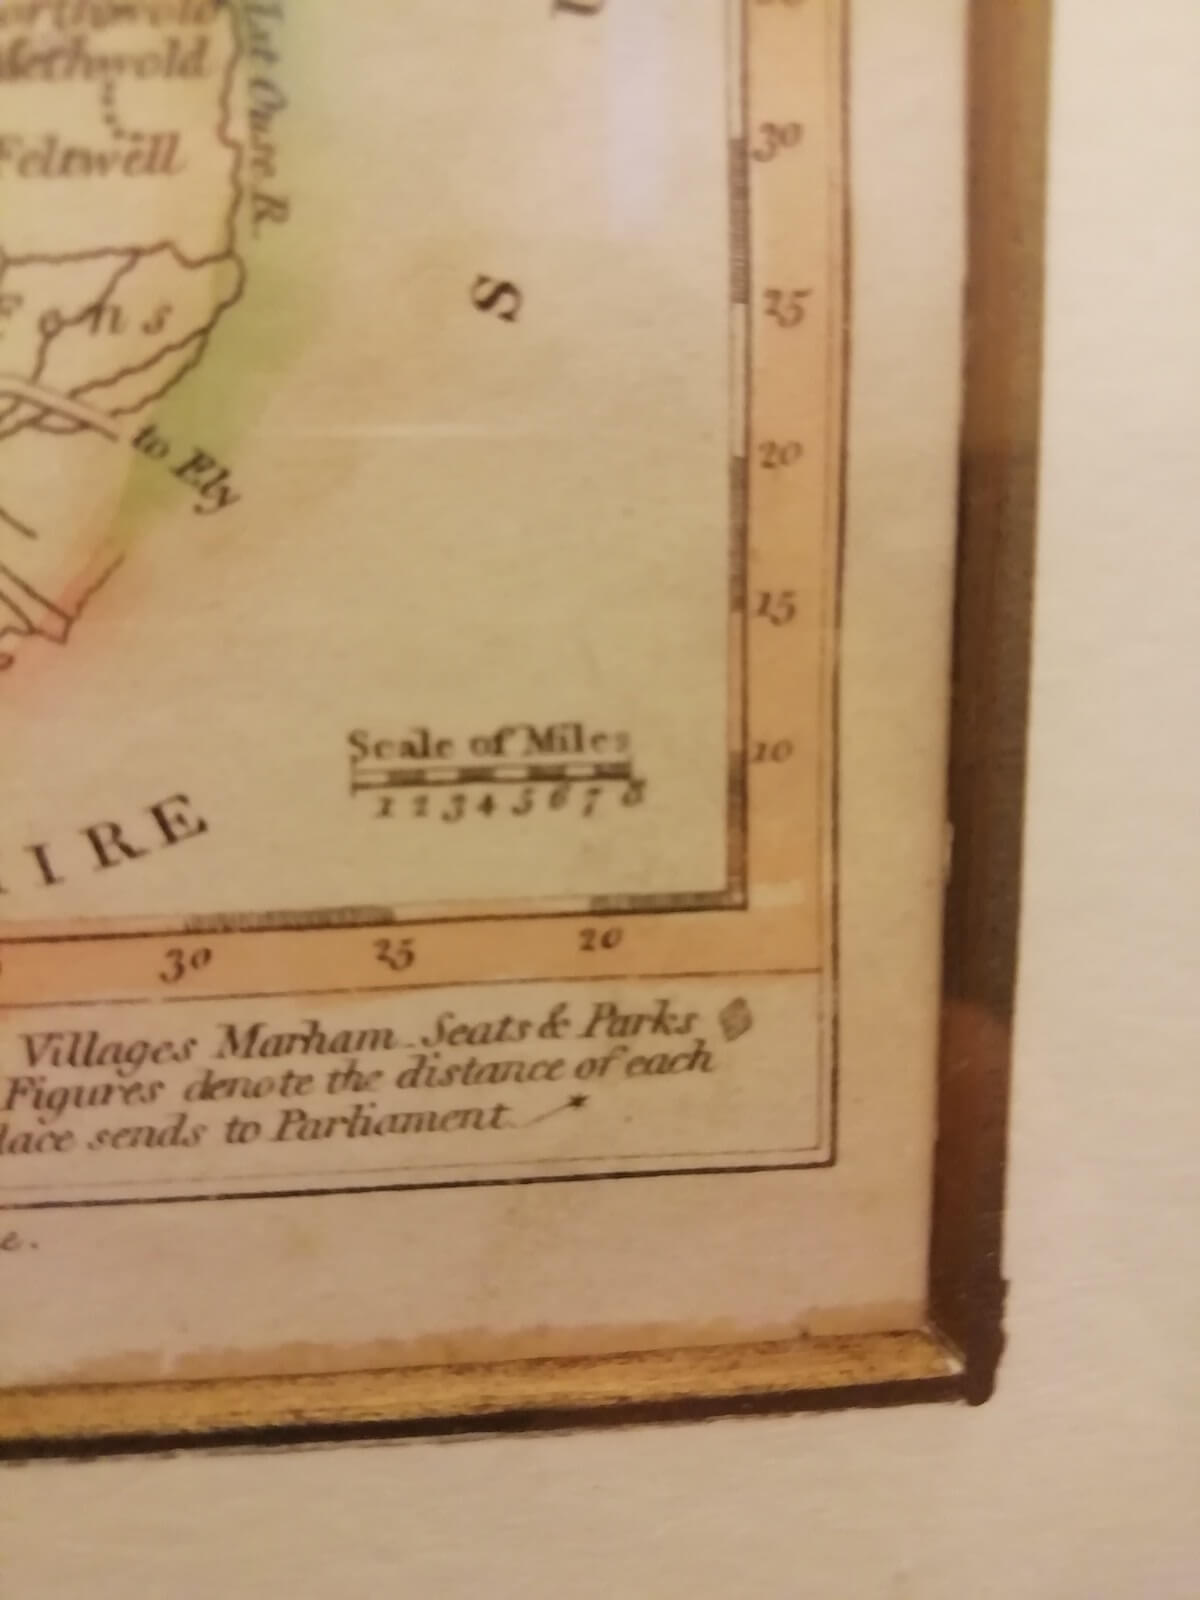 Methwold
Lst Ouse R.
Feltwell
S
to Ely
Scale of Miles
1 2 3 4 5 6 7 8
IRE
30
25
20
15
10
30
25
20
Villages Marham Seats & Parks
Figures denote the distance of each
lace sends to Parliament